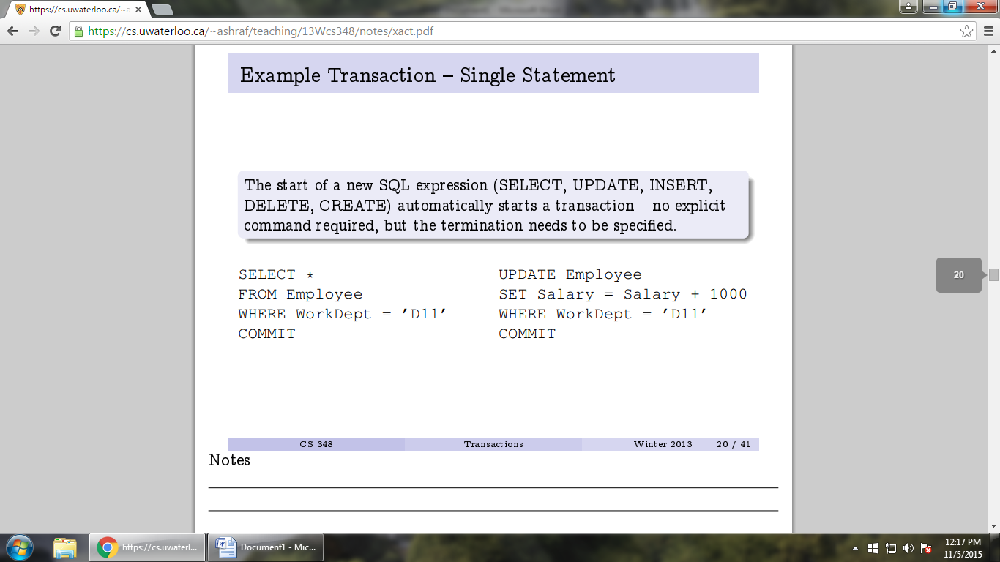 https://cs.uwaterloo.ca/~a
https://cs.uwaterloo.ca/~ashraf/teaching/13Wcs348/notes/xact.pdf
Example Transaction – Single Statement
The start of a new SQL expression (SELECT, UPDATE, INSERT,
DELETE, CREATE) automatically starts a transaction – no explicit
command required, but the termination needs to be specified.
SELECT *
FROM Employee
WHERE WorkDept = ’D11’
COMMIT
UPDATE Employee
SET Salary = Salary + 1000
WHERE WorkDept = ’D11’
COMMIT
20
CS 348 Transactions Winter 2013 20 / 41
Notes
https://cs.uwaterl...
Document1 - Mic...
12:17 PM
11/5/2015